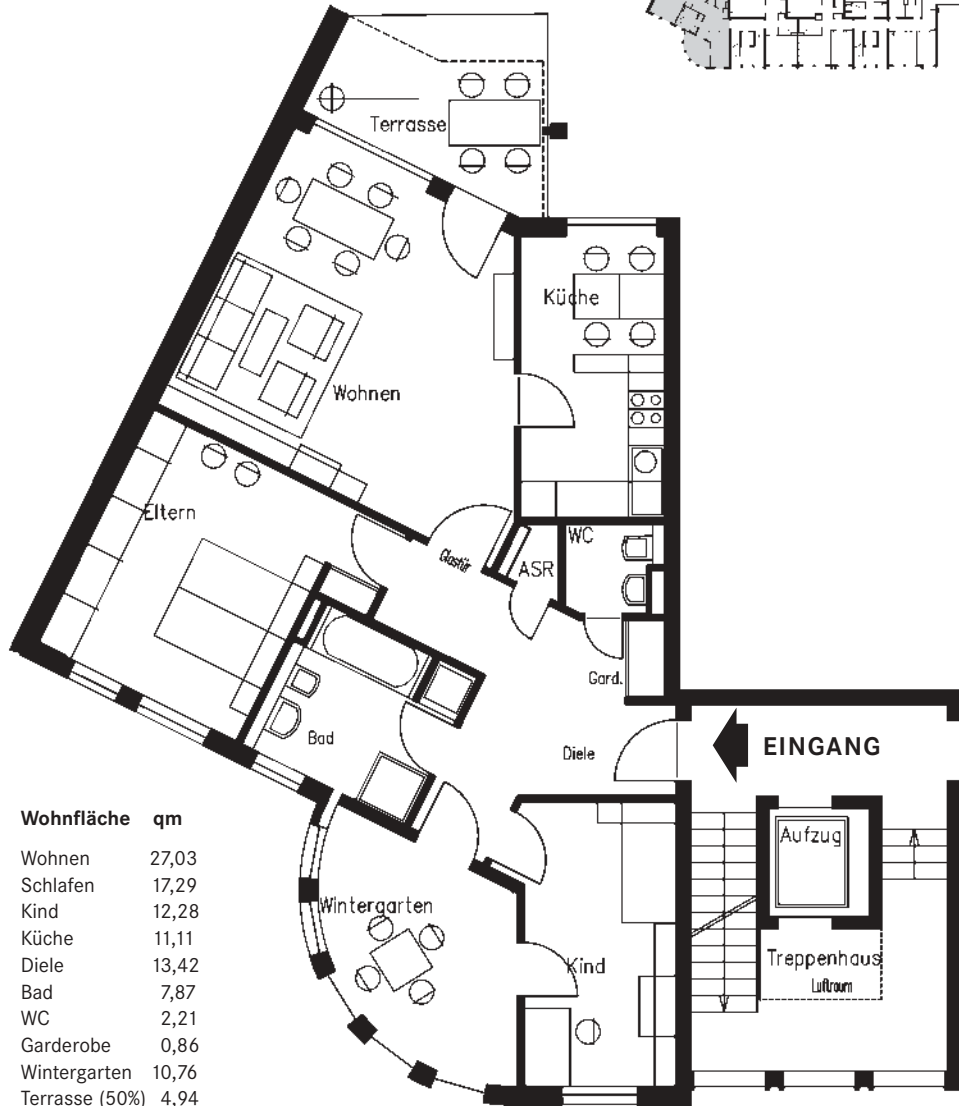 Terrasse
Küche
Wohnen
Eltern
Glastür
ASR
WC
Gard.
Bad
Diele
EINGANG
Aufzug
Wintergarten
Kind
Treppenhaus
Luftraum
Wohnfläche qm
Wohnen 27,03
Schlafen 17,29
Kind 12,28
Küche 11,11
Diele 13,42
Bad 7,87
WC 2,21
Garderobe 0,86
Wintergarten 10,76
Terrasse (50%) 4,94